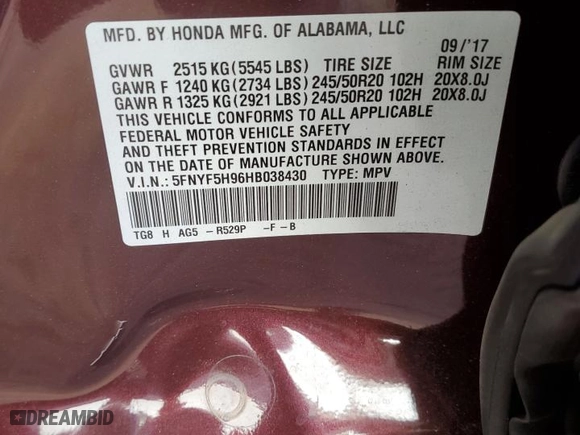 MFD. BY HONDA MFG. OF ALABAMA, LLC 09/'17
GVWR 2515 KG (5545 LBS) TIRE SIZE RIM SIZE
GAWR F 1240 KG (2734 LBS) 245/50R20 102H 20X8.0J
GAWR R 1325 KG (2921 LBS) 245/50R20 102H 20X8.0J
THIS VEHICLE CONFORMS TO ALL APPLICABLE
FEDERAL MOTOR VEHICLE SAFETY
AND THEFT PREVENTION STANDARDS IN EFFECT
ON THE DATE OF MANUFACTURE SHOWN ABOVE.
V.I.N.: 5FNYF5H96HB038430 TYPE: MPV
TG8 H AG5 -R529P -F-B
DREAMBID